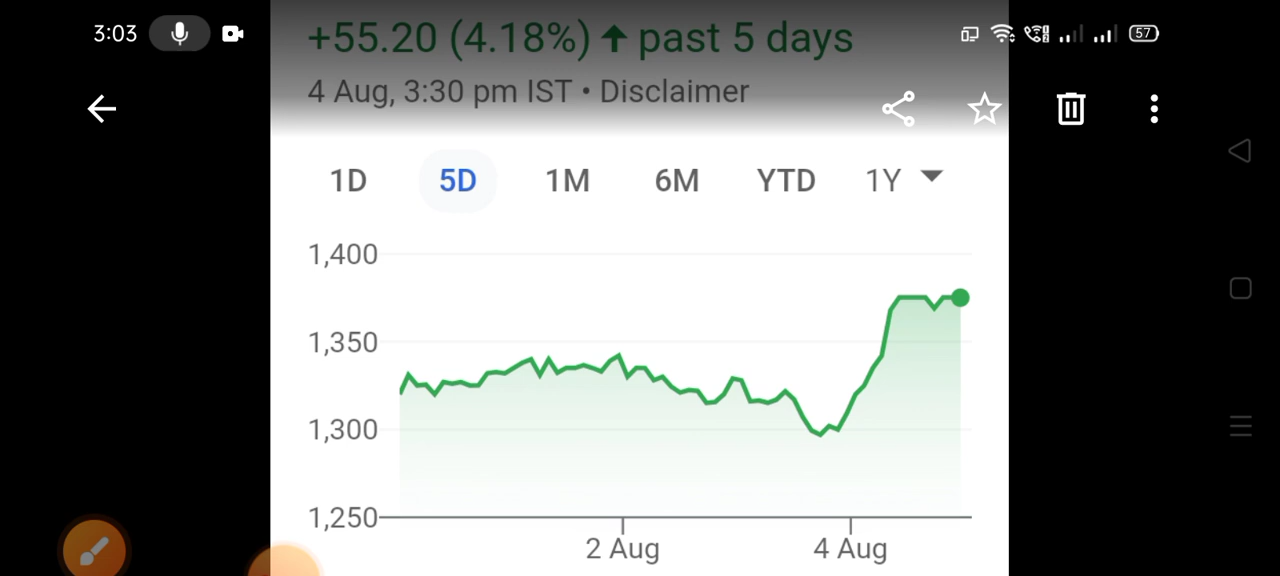 3:03
57
+55.20 (4.18%) ↑ past 5 days
4 Aug, 3:30 pm IST • Disclaimer
1D 5D 1M 6M YTD 1Y
1,400
1,350
1,300
1,250
2 Aug 4 Aug